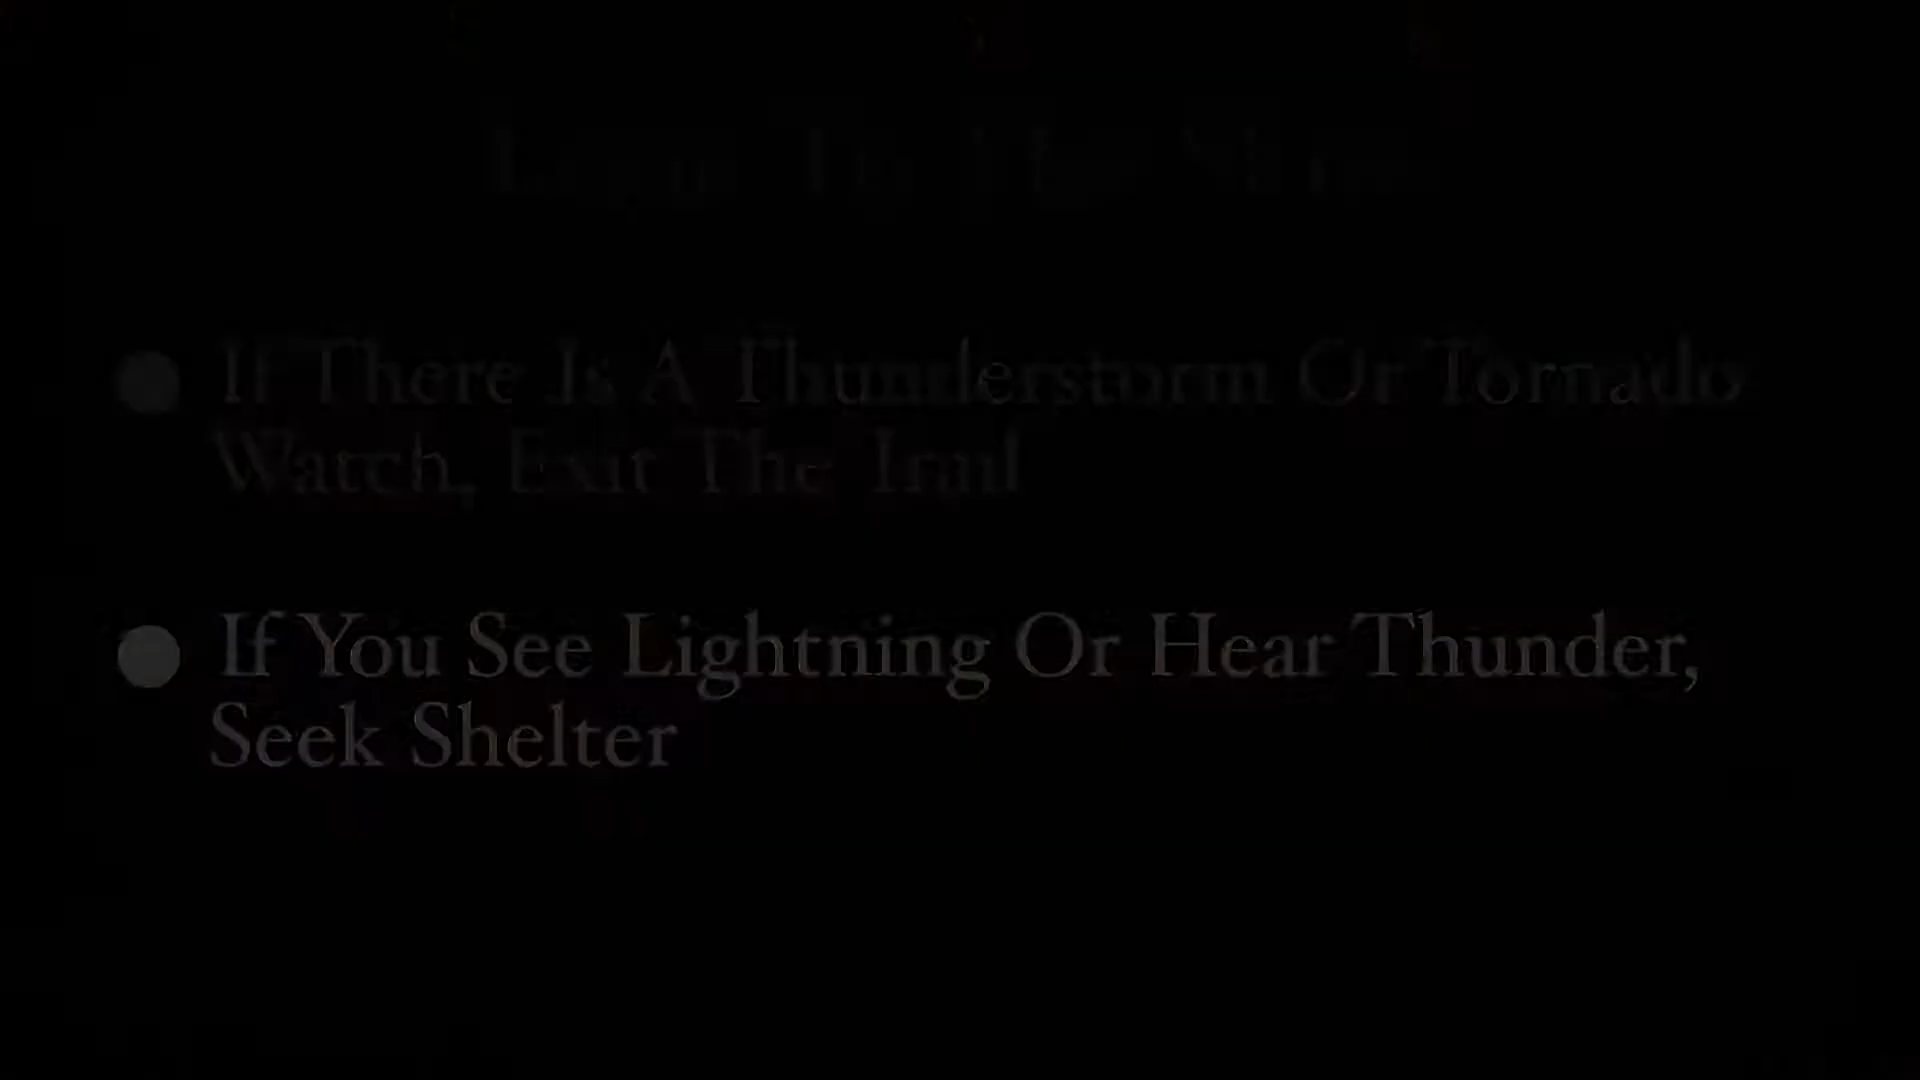 If There Is A Thunderstorm Or Tornado
Watch, Exit The Trail
If You See Lightning Or Hear Thunder,
Seek Shelter